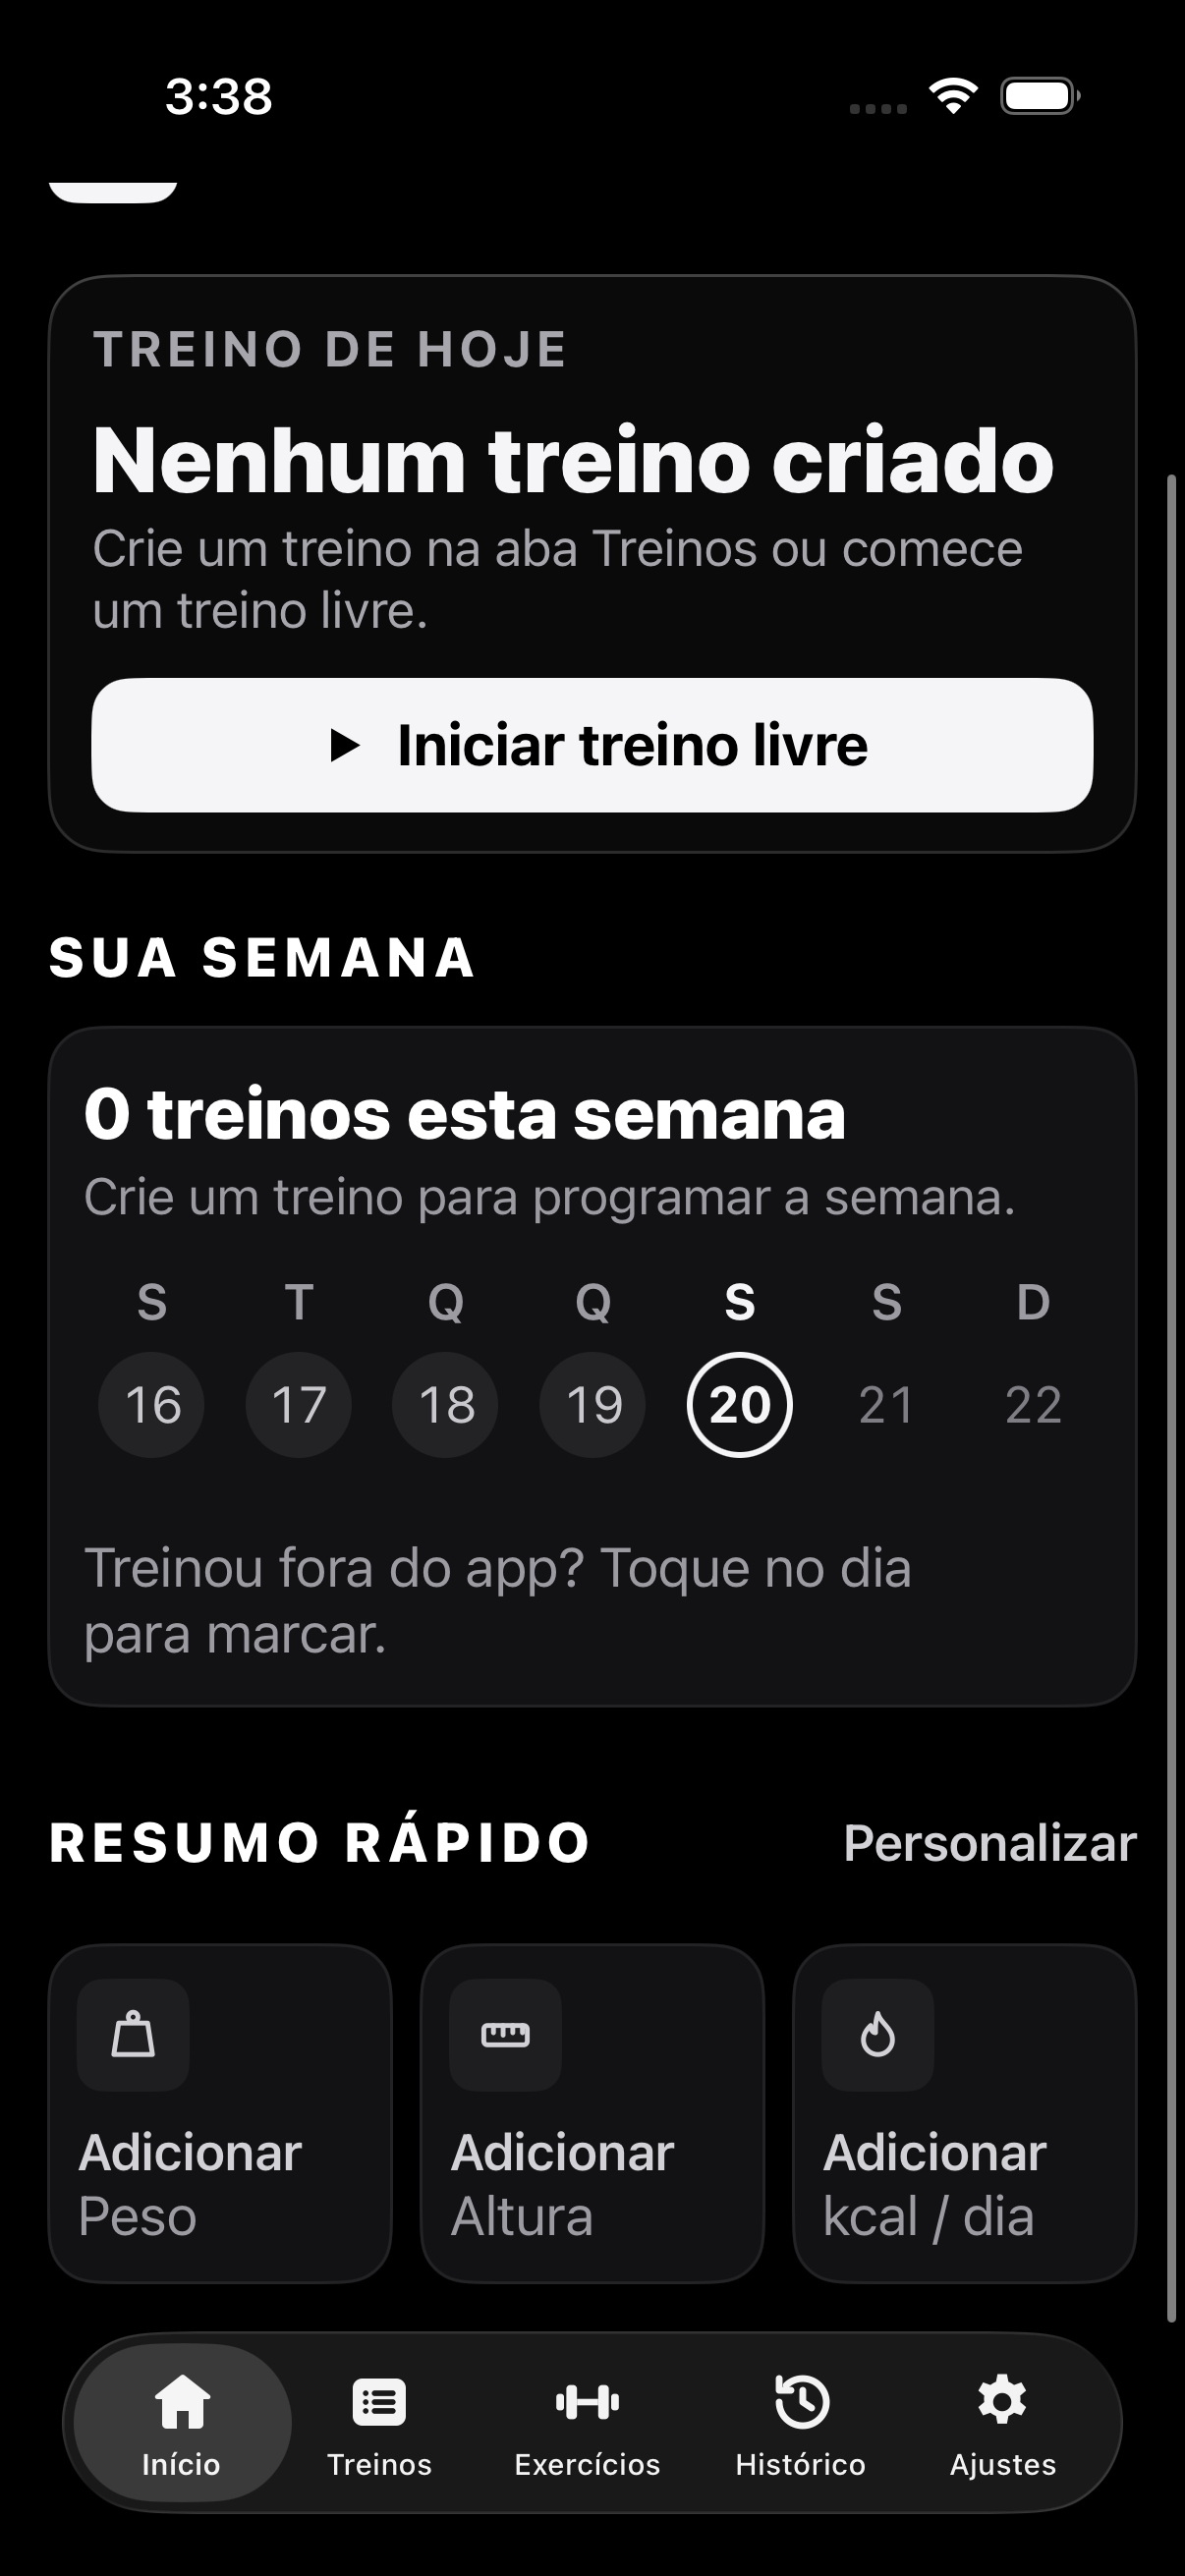 3:38
TREINO DE HOJE
Nenhum treino criado
Crie um treino na aba Treinos ou comece
um treino livre.
Iniciar treino livre
SUA SEMANA
0 treinos esta semana
Crie um treino para programar a semana.
S T Q Q S S D
16 17 18 19 20 21 22
Treinou fora do app? Toque no dia
para marcar.
RESUMO RÁPIDO Personalizar
Adicionar Adicionar Adicionar
Peso Altura kcal / dia
Início Treinos Exercícios Histórico Ajustes